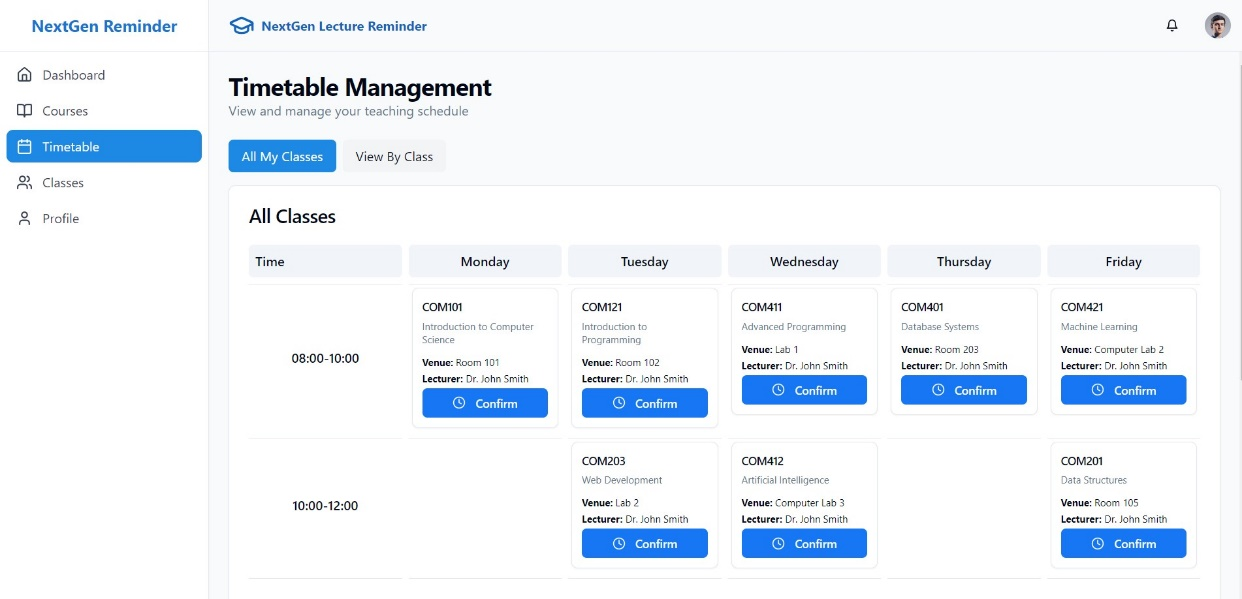 NextGen Reminder
NextGen Lecture Reminder
Dashboard
Courses
Timetable
Classes
Profile
Timetable Management
View and manage your teaching schedule
All My Classes
View By Class
All Classes
Time
Monday
Tuesday
Wednesday
Thursday
Friday
08:00-10:00
COM101
Introduction to Computer
Science
Venue: Room 101
Lecturer: Dr. John Smith
Confirm
COM121
Introduction to
Programming
Venue: Room 102
Lecturer: Dr. John Smith
Confirm
COM411
Advanced Programming
Venue: Lab 1
Lecturer: Dr. John Smith
Confirm
COM401
Database Systems
Venue: Room 203
Lecturer: Dr. John Smith
Confirm
COM421
Machine Learning
Venue: Computer Lab 2
Lecturer: Dr. John Smith
Confirm
10:00-12:00
COM203
Web Development
Venue: Lab 2
Lecturer: Dr. John Smith
Confirm
COM412
Artificial Intelligence
Venue: Computer Lab 3
Lecturer: Dr. John Smith
Confirm
COM201
Data Structures
Venue: Room 105
Lecturer: Dr. John Smith
Confirm